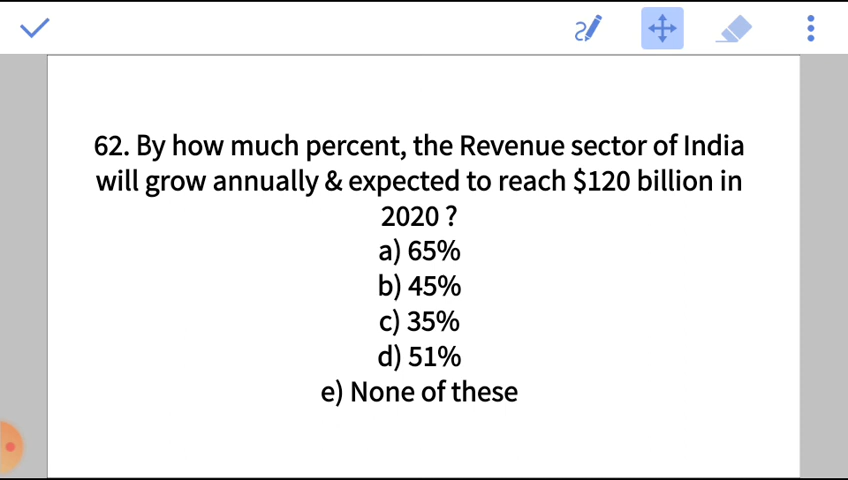 62. By how much percent, the Revenue sector of India
will grow annually & expected to reach $120 billion in
2020 ?
a) 65%
b) 45%
c) 35%
d) 51%
e) None of these